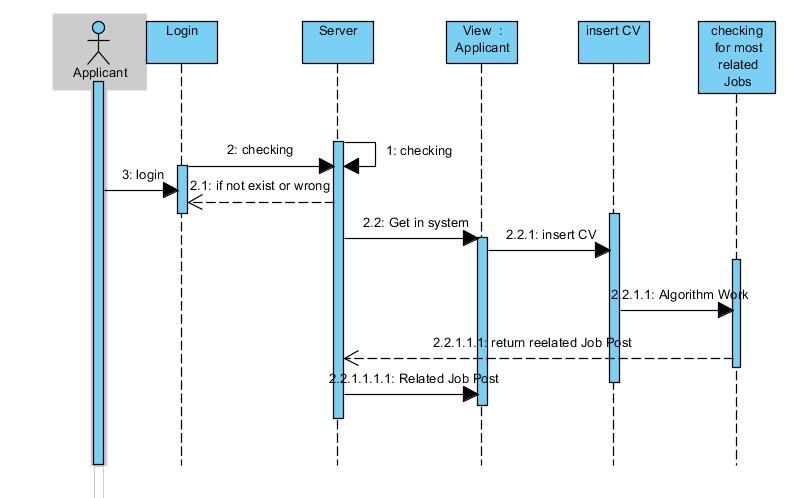 Applicant
Login
Server
View :
Applicant
insert CV
checking
for most
related
Jobs
2: checking
1: checking
3: login
2.1: if not exist or wrong
2.2: Get in system
2.2.1: insert CV
2.2.1.1: Algorithm Work
2.2.1.1.1: return reelated Job Post
2.2.1.1.1.1: Related Job Post